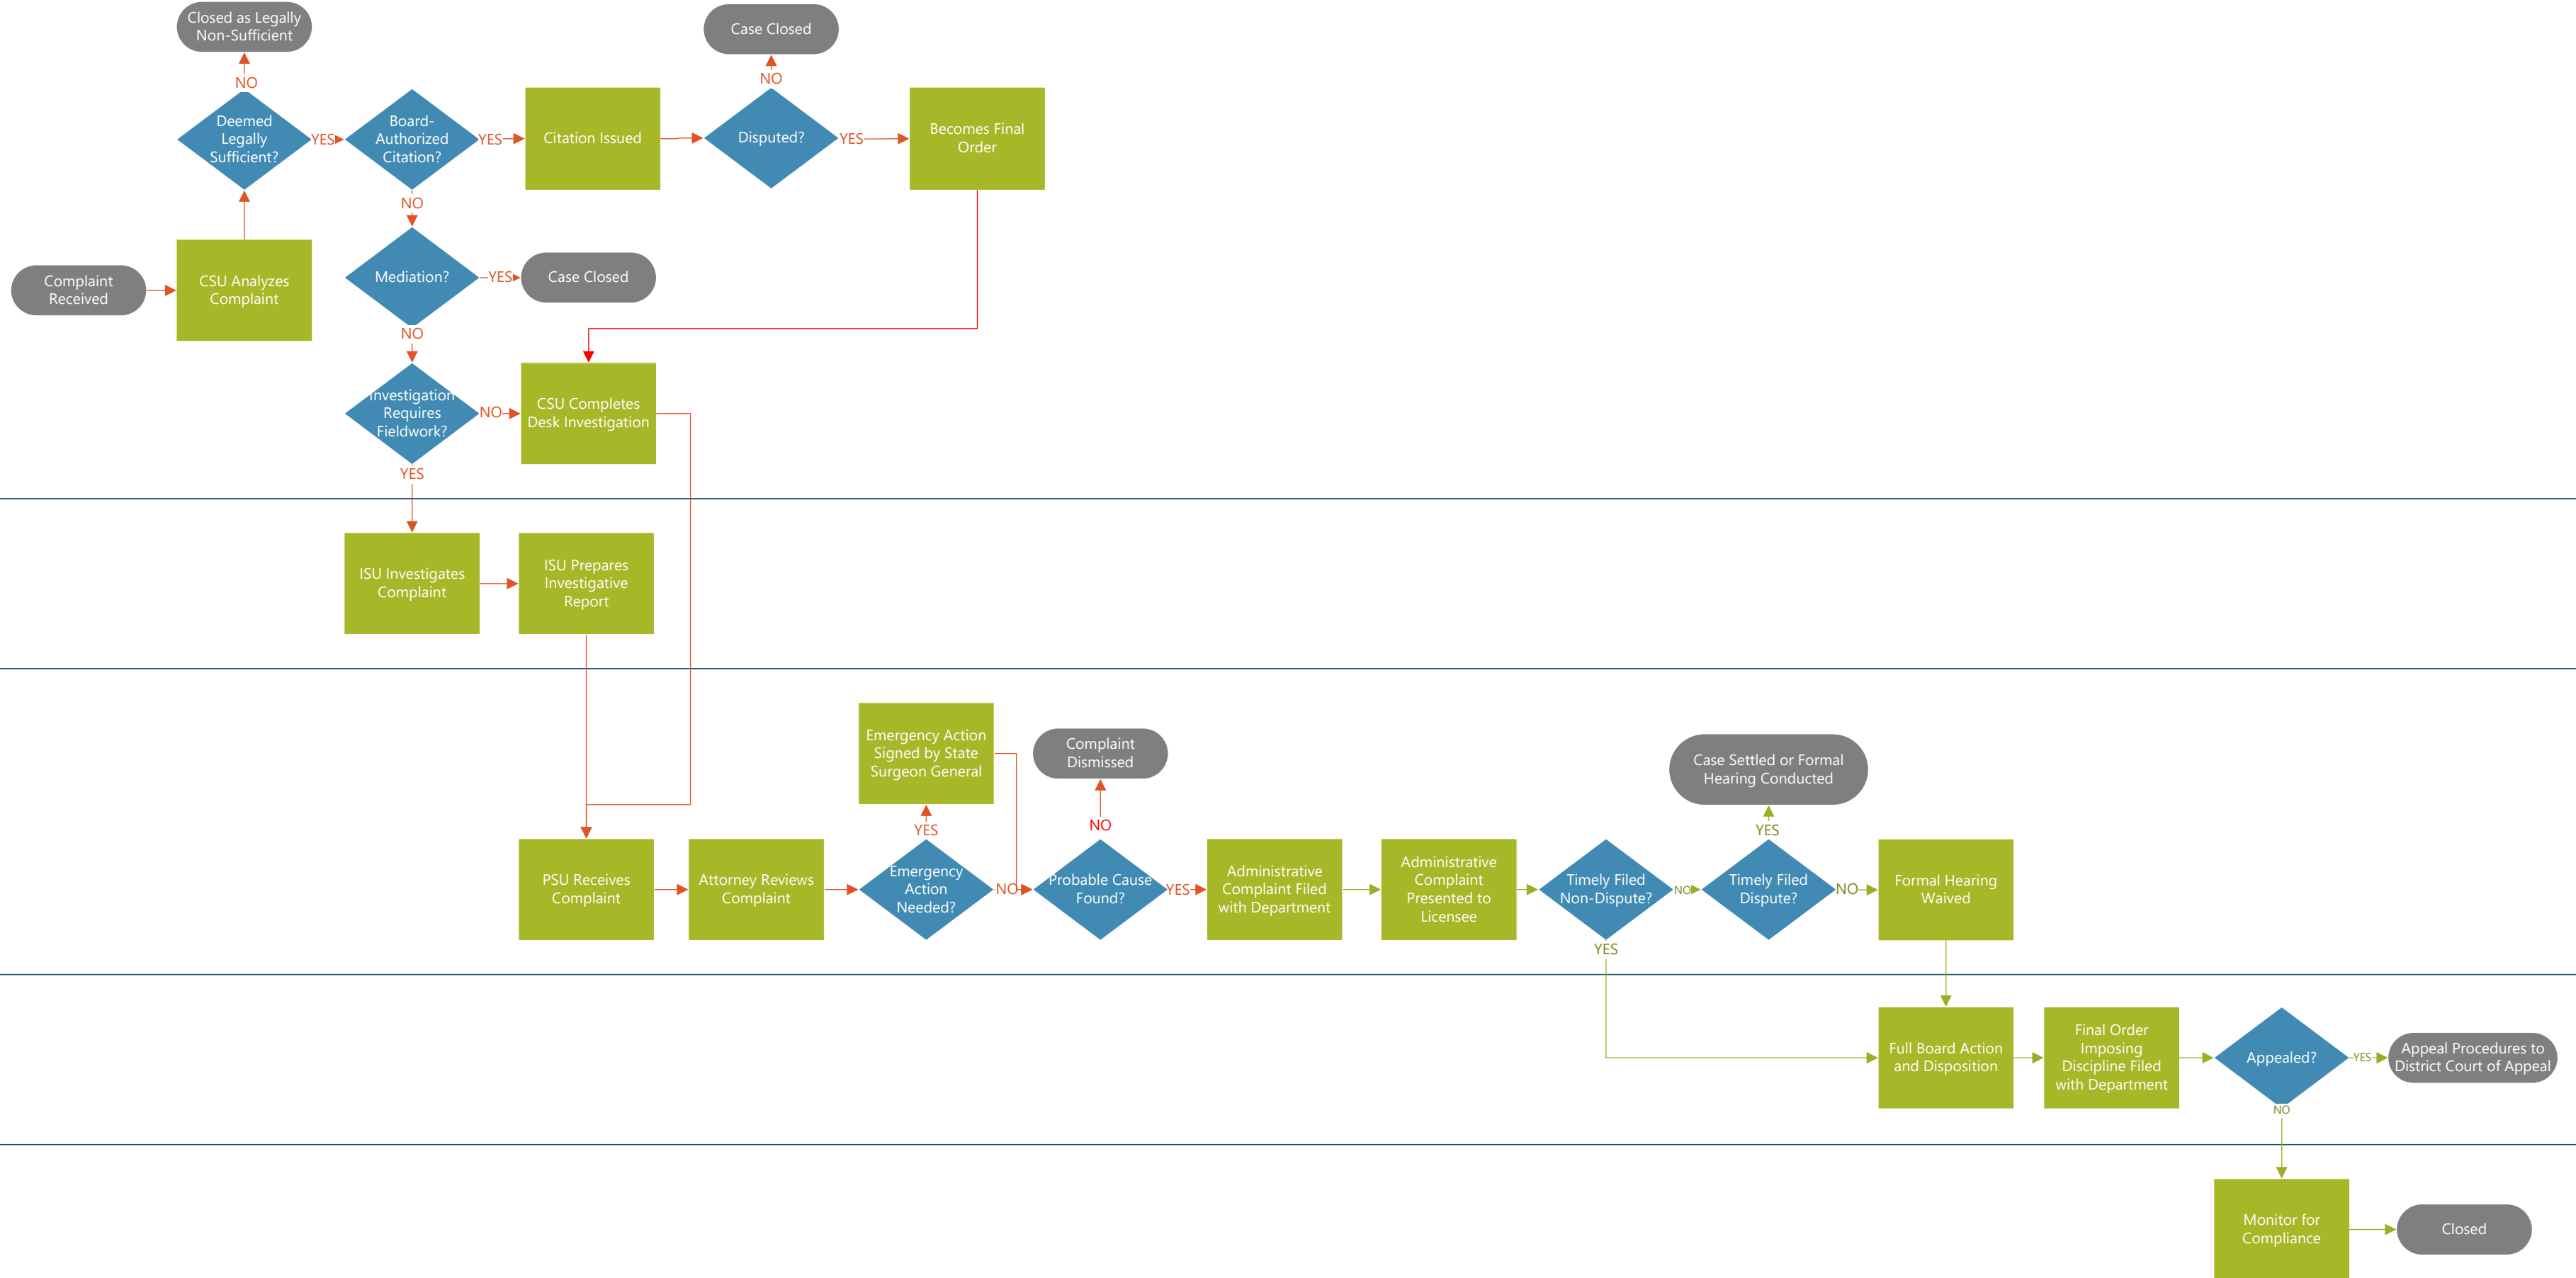 Closed as Legally
Non-Sufficient
NO
Deemed
Legally
Sufficient?
YES
Board-
Authorized
Citation?
YES
Citation Issued
Case Closed
NO
Disputed?
YES
Becomes Final
Order
NO
Complaint
Received
CSU Analyzes
Complaint
Mediation?
YES
Case Closed
NO
Investigation
Requires
Fieldwork?
NO
CSU Completes
Desk Investigation
YES
ISU Investigates
Complaint
ISU Prepares
Investigative
Report
Emergency Action
Signed by State
Surgeon General
YES
Complaint
Dismissed
NO
Case Settled or Formal
Hearing Conducted
YES
PSU Receives
Complaint
Attorney Reviews
Complaint
Emergency
Action
Needed?
NO
Probable Cause
Found?
YES
Administrative
Complaint Filed
with Department
Administrative
Complaint
Presented to
Licensee
Timely Filed
Non-Dispute?
NO
Timely Filed
Dispute?
NO
Formal Hearing
Waived
YES
Full Board Action
and Disposition
Final Order
Imposing
Discipline Filed
with Department
Appealed?
YES
Appeal Procedures to
District Court of Appeal
NO
Monitor for
Compliance
Closed